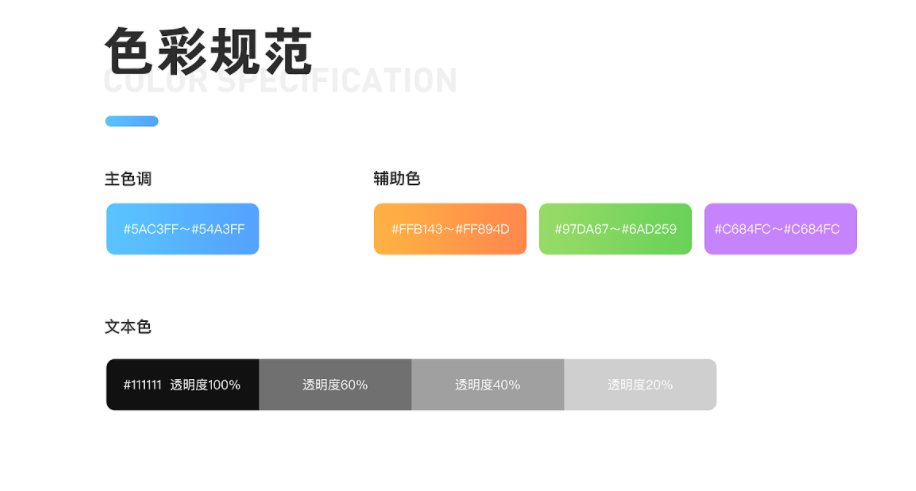 色彩规范
COLOR SPECIFICATION
主色调
辅助色
#5AC3FF～#54A3FF
#FFB143～#FF894D
#97DA67～#6AD259
#C684FC～#C684FC
文本色
#111111 透明度100%
透明度60%
透明度40%
透明度20%